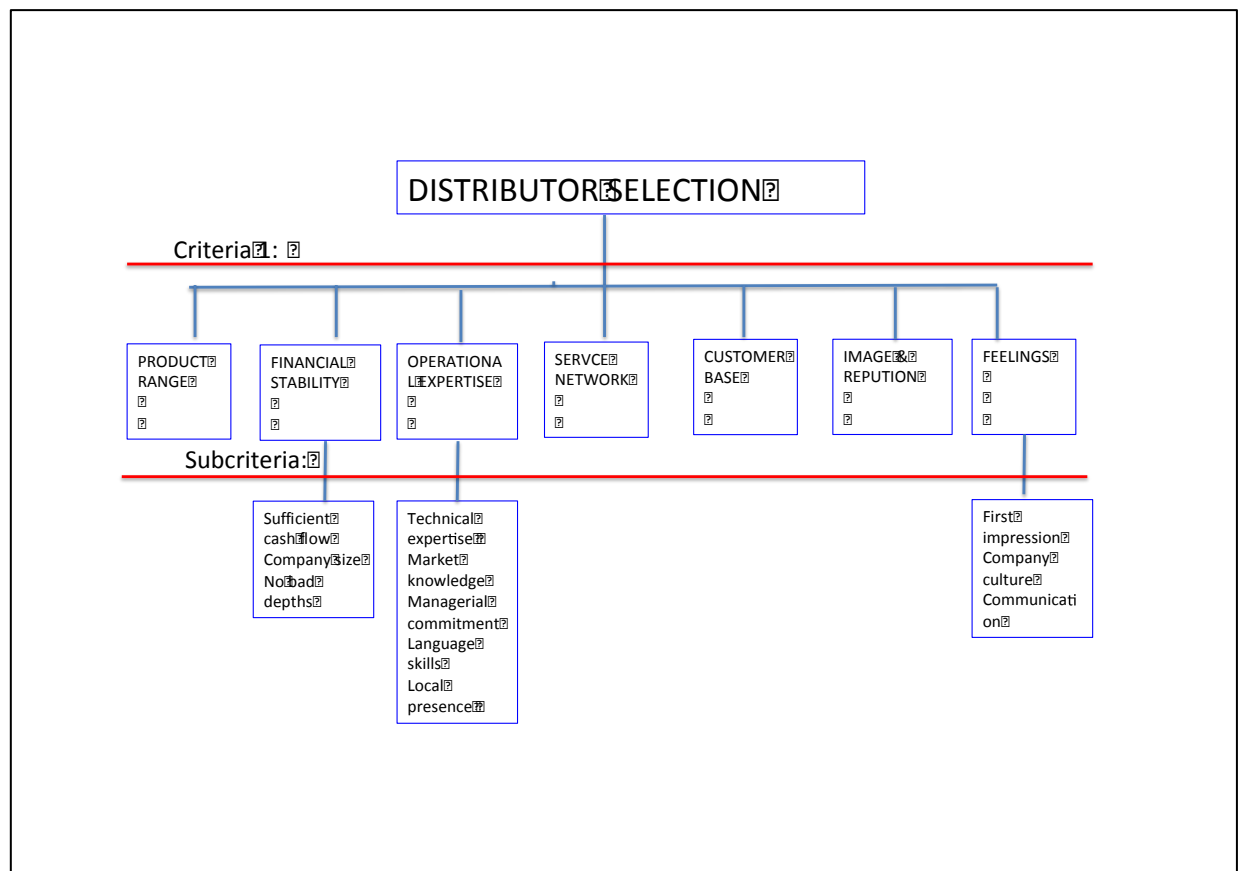 DISTRIBUTOR SELECTION
Criteria 1:
PRODUCT
RANGE
FINANCIAL
STABILITY
OPERATIONA
L EXPERTISE
SERVCE
NETWORK
CUSTOMER
BASE
IMAGE &
REPUTION
FEELINGS
Subcriteria:
Sufficient
cash flow
Company size
No bad
depths
Technical
expertise
Market
knowledge
Managerial
commitment
Language
skills
Local
presence
First
impression
Company
culture
Communicati
on